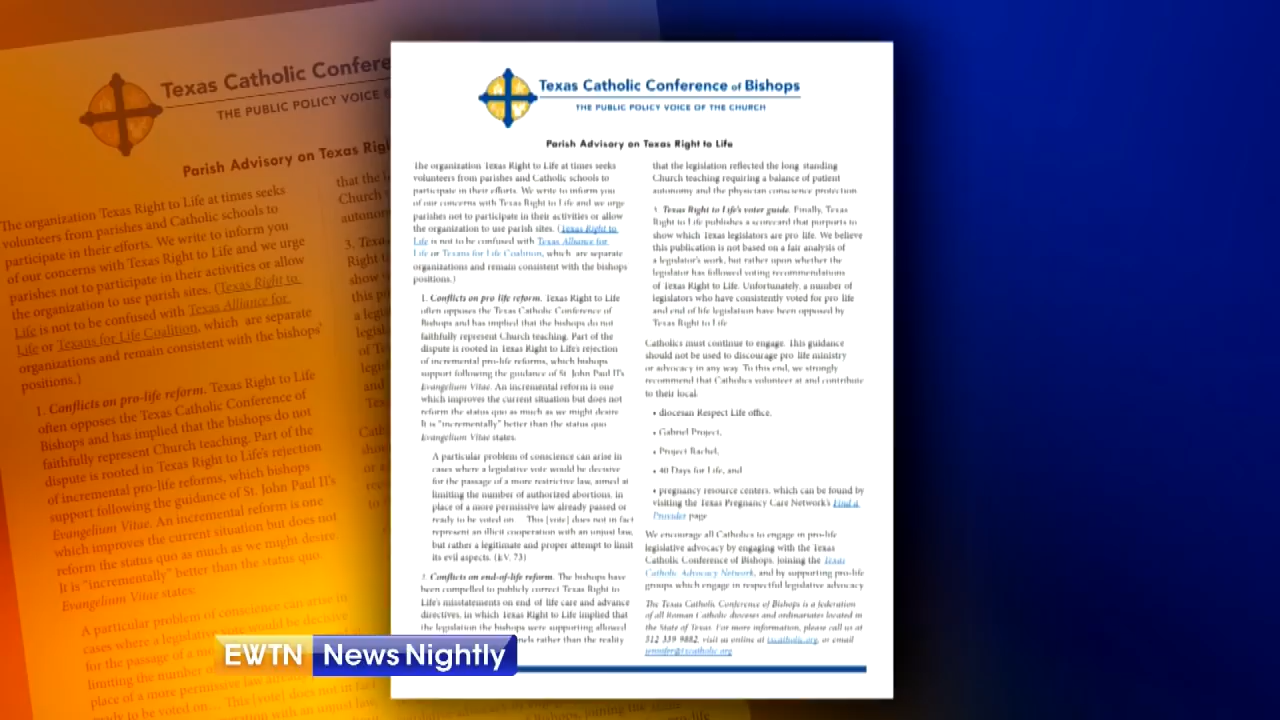 Texas Catholic Conference of Bishops
THE PUBLIC POLICY VOICE OF THE CHURCH
Parish Advisory on Texas Right to Life
The organization Texas Right to Life at times seeks
volunteers from parishes and Catholic schools to
participate in their efforts. We write to inform you
of our concerns with Texas Right to Life and we urge
parishes not to participate in their activities or allow
the organization to use parish sites. (Texas Right to
Life is not to be confused with Texas Alliance for
Life or Texans for Life Coalition, which are separate
organizations and remain consistent with the bishops'
positions.)
1. Conflicts on pro-life reform. Texas Right to Life
often opposes the Texas Catholic Conference of
Bishops and has implied that the bishops do not
faithfully represent Church teaching. Part of the
dispute is rooted in Texas Right to Life's rejection
of incremental pro-life reforms, which bishops
support following the guidance of St. John Paul II's
Evangelium Vitae. An incremental reform is one
which improves the current situation but does not
reform the status quo as much as we might desire
It is "incrementally" better than the status quo
Evangelium Vitae states:
A particular problem of conscience can arise in
cases where a legislative vote would be decisive
for the passage of a more restrictive law, aimed at
limiting the number of authorized abortions, in
place of a more permissive law already passed or
ready to be voted on... This [vote] does not in fact
represent an illicit cooperation with an unjust law,
but rather a legitimate and proper attempt to limit
its evil aspects. (EV, 73)
2. Conflicts on end-of-life reform. The bishops have
been compelled to publicly correct Texas Right to
Life's misstatements on end of life care and advance
directives, in which Texas Right to Life implied that
the legislation the bishops were supporting allowed
rather than the reality
that the legislation reflected the long-standing
Church teaching requiring a balance of patient
autonomy and the physician conscience protection
3. Texas Right to Life's voter guide. Finally, Texas
Right to Life publishes a scorecard that purports to
show which Texas legislators are pro-life. We believe
this publication is not based on a fair analysis of
a legislator's work, but rather upon whether the
legislator has followed voting recommendations
of Texas Right to Life. Unfortunately, a number of
legislators who have consistently voted for pro-life
and end of life legislation have been opposed by
Texas Right to Life
Catholics must continue to engage. This guidance
should not be used to discourage pro-life ministry
or advocacy in any way. To this end, we strongly
recommend that Catholics volunteer at and contribute
to their local:
• diocesan Respect Life office,
• Gabriel Project,
• Project Rachel,
• 40 Days for Life, and
• pregnancy resource centers, which can be found by
visiting the Texas Pregnancy Care Network's Find a
Provider page
We encourage all Catholics to engage in pro-life
legislative advocacy by engaging with the Texas
Catholic Conference of Bishops, joining the Texas
Catholic Advocacy Network, and by supporting pro-life
groups which engage in respectful legislative advocacy
The Texas Catholic Conference of Bishops is a federation
of all Roman Catholic dioceses and ordinariates located in
the State of Texas. For more information, please call us at
512-339-9882, visit us online at txcatholic.org, or email
jennifer@txcatholic.org
EWTN News Nightly